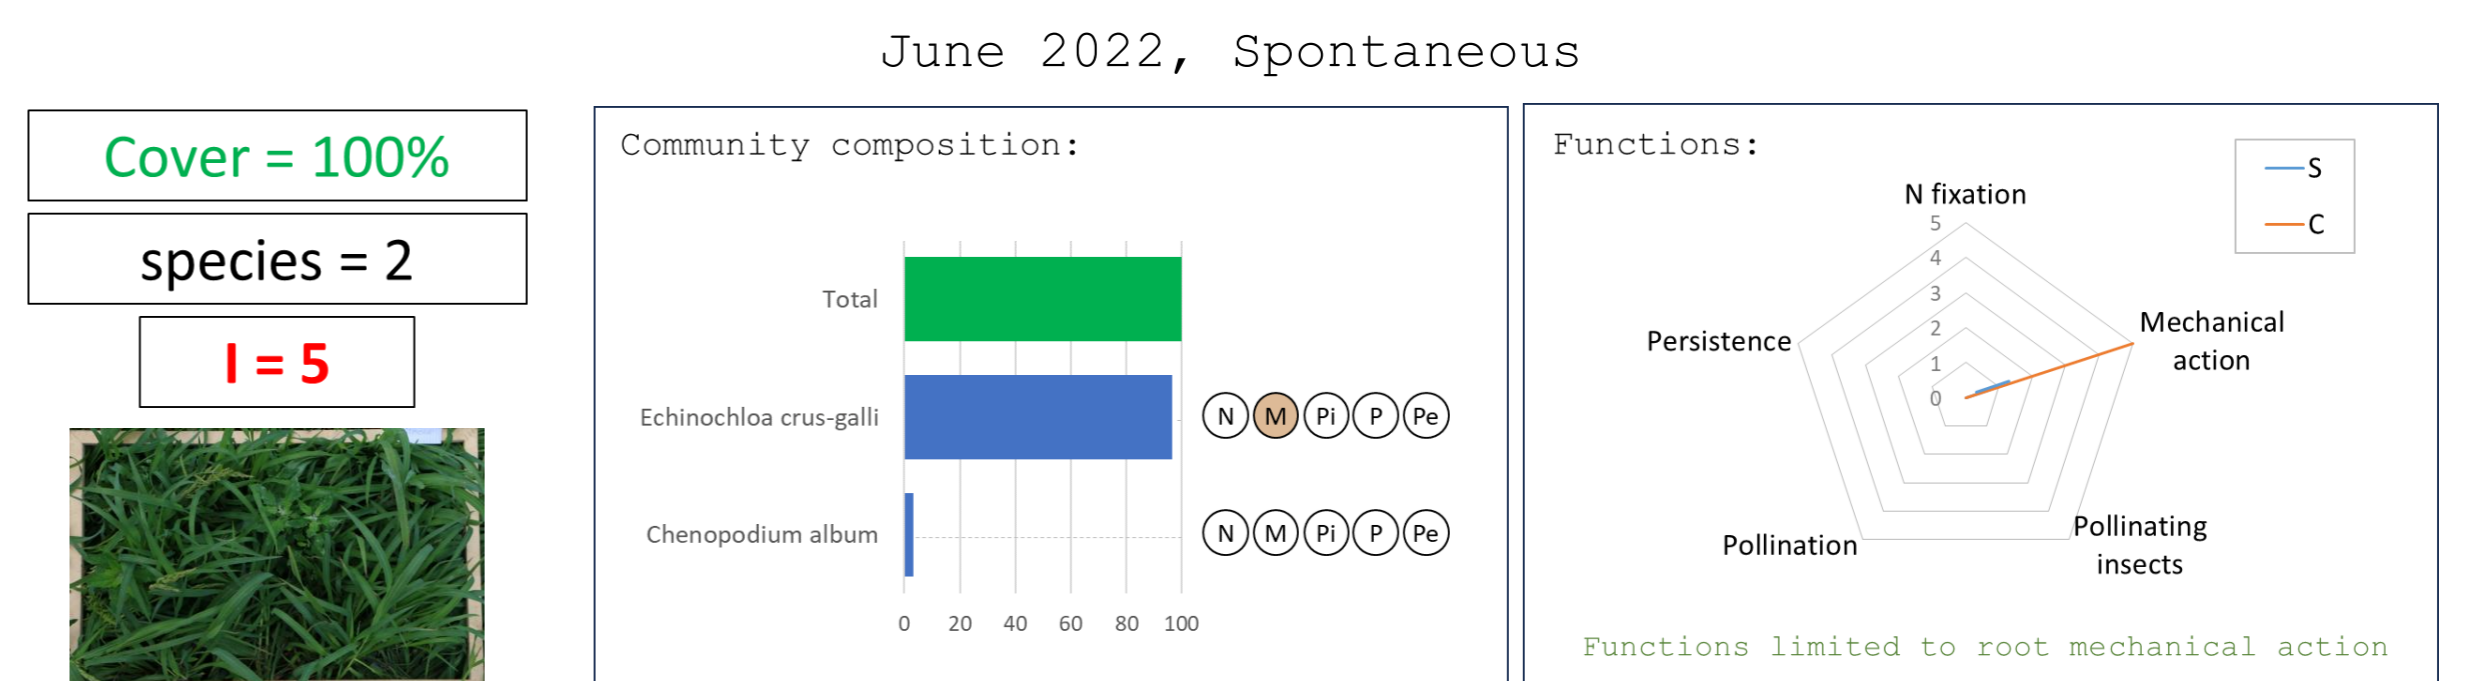 June 2022, Spontaneous
Cover = 100%
species = 2
I = 5
Community composition:
Total
Echinochloa crus-galli
N M Pi P Pe
Chenopodium album
N M Pi P Pe
0 20 40 60 80 100
Functions:
S
C
N fixation
5
4
3
2
1
0
Mechanical
action
Persistence
Pollinating
insects
Pollination
Functions limited to root mechanical action